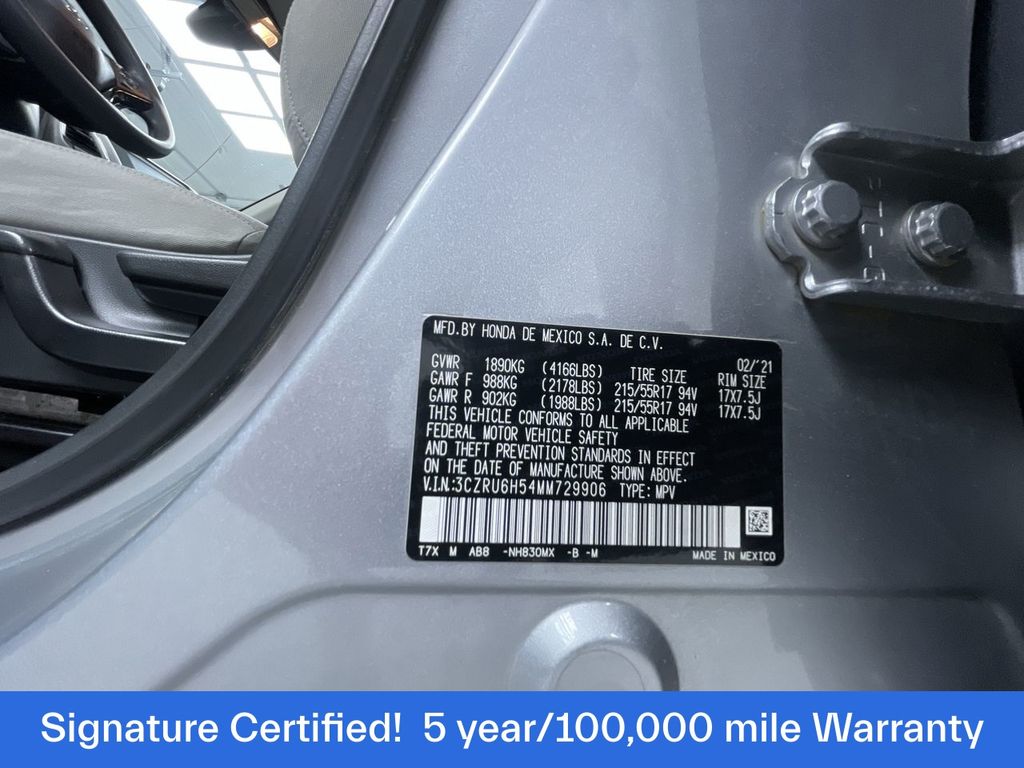 MFD. BY HONDA DE MEXICO S.A. DE C.V.
02/'21
GVWR 1890KG (4166LBS) TIRE SIZE RIM SIZE
GAWR F 988KG (2178LBS) 215/55R17 94V 17X7.5J
GAWR R 902KG (1988LBS) 215/55R17 94V 17X7.5J
THIS VEHICLE CONFORMS TO ALL APPLICABLE
FEDERAL MOTOR VEHICLE SAFETY
AND THEFT PREVENTION STANDARDS IN EFFECT
ON THE DATE OF MANUFACTURE SHOWN ABOVE.
V.I.N.:3CZRU6H54MM729906 TYPE: MPV
T7X M AB8 -NH830MX -B -M MADE IN MEXICO
Signature Certified! 5 year/100,000 mile Warranty